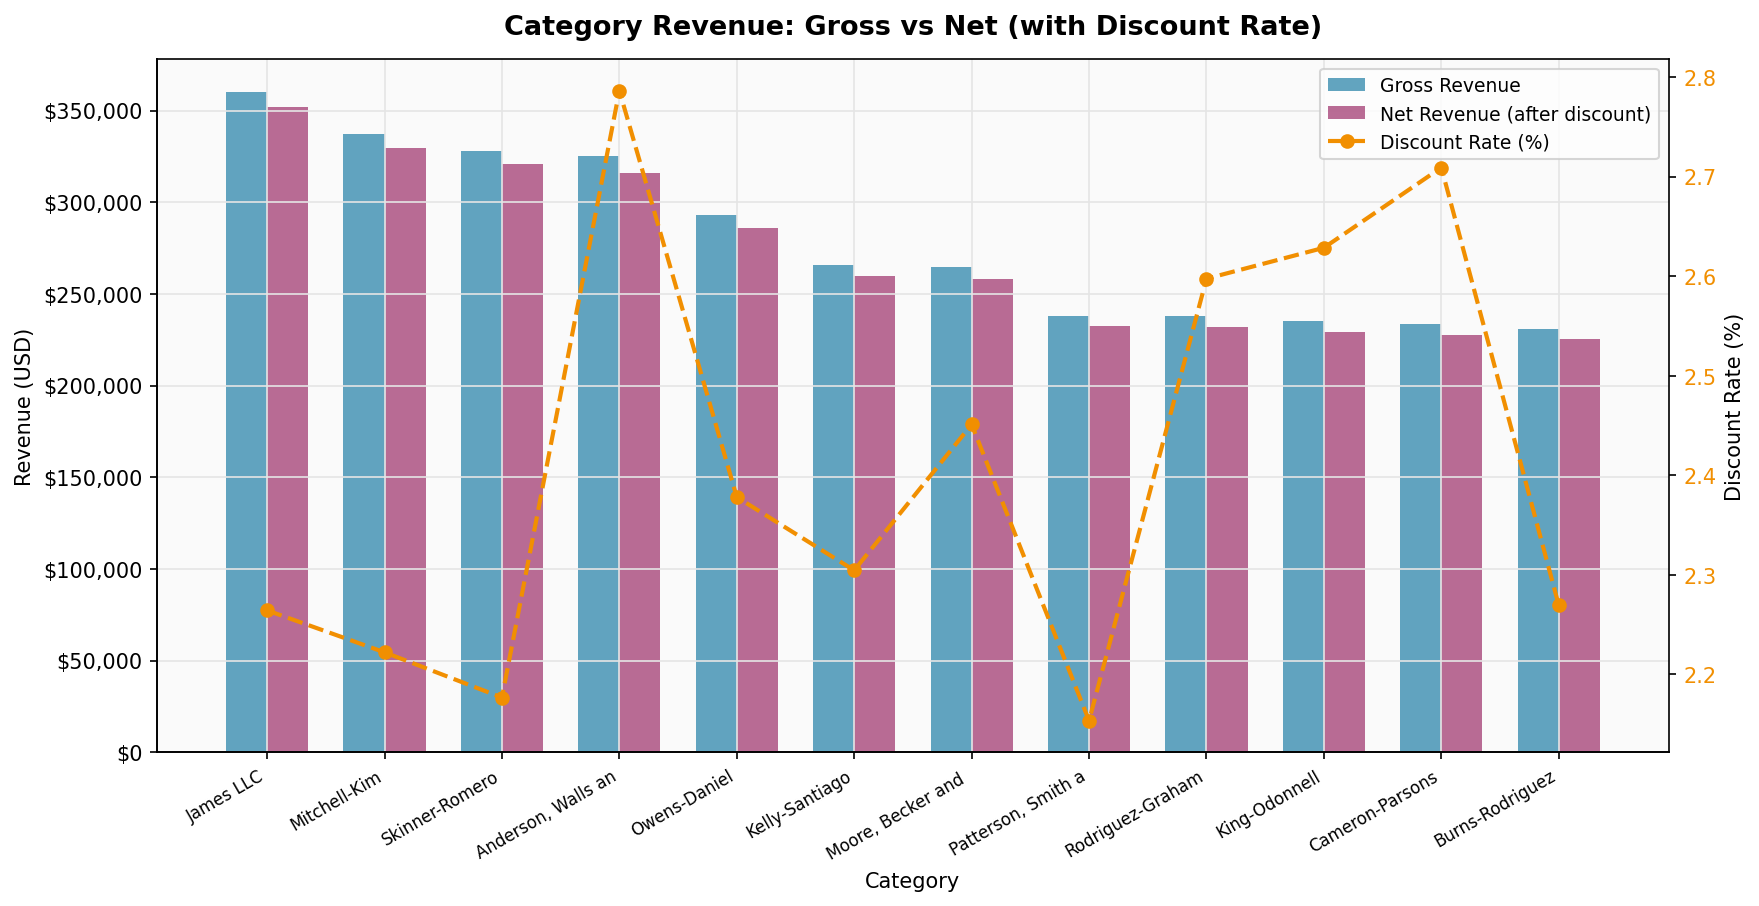 Category Revenue: Gross vs Net (with Discount Rate)
Gross Revenue
Net Revenue (after discount)
Discount Rate (%)
Revenue (USD)
$350,000
$300,000
$250,000
$200,000
$150,000
$100,000
$50,000
$0
2.8
2.7
2.6
2.5
2.4
2.3
2.2
Discount Rate (%)
James LLC
Mitchell-Kim
Skinner-Romero
Anderson, Walls an
Owens-Daniel
Kelly-Santiago
Moore, Becker and
Patterson, Smith a
Rodriguez-Graham
King-Odonnell
Cameron-Parsons
Burns-Rodriguez
Category